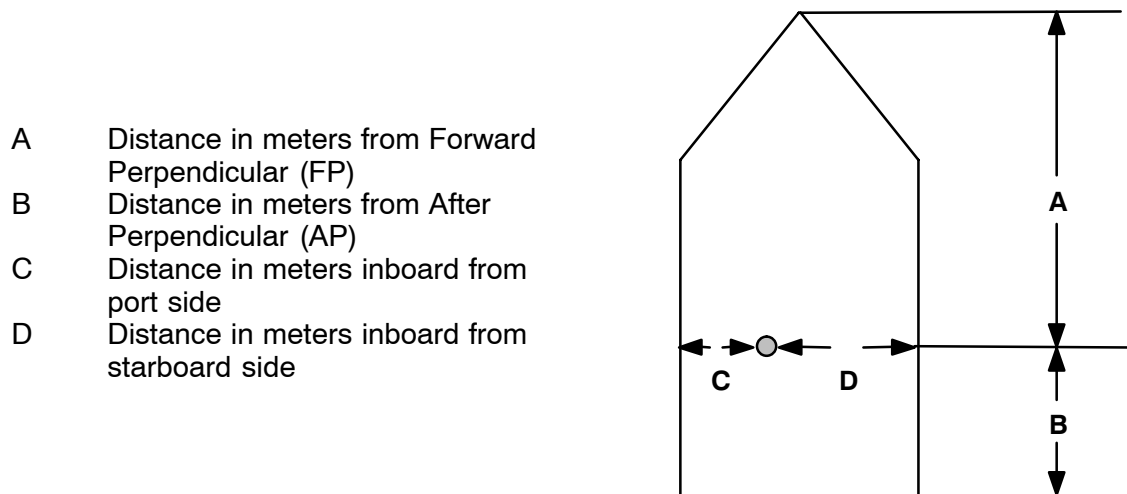 A Distance in meters from Forward
Perpendicular (FP)
B Distance in meters from After
Perpendicular (AP)
C Distance in meters inboard from
port side
D Distance in meters inboard from
starboard side
A
C D
B